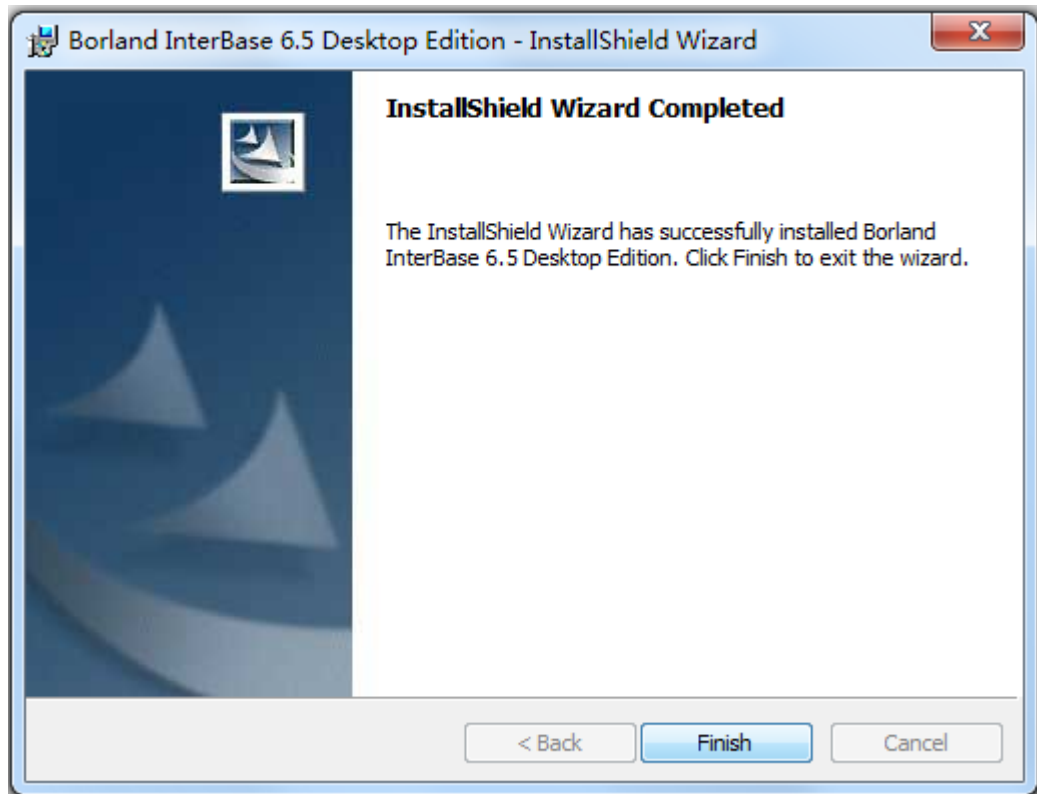 Borland InterBase 6.5 Desktop Edition - InstallShield Wizard
InstallShield Wizard Completed
The InstallShield Wizard has successfully installed Borland
InterBase 6.5 Desktop Edition. Click Finish to exit the wizard.
< Back
Finish
Cancel